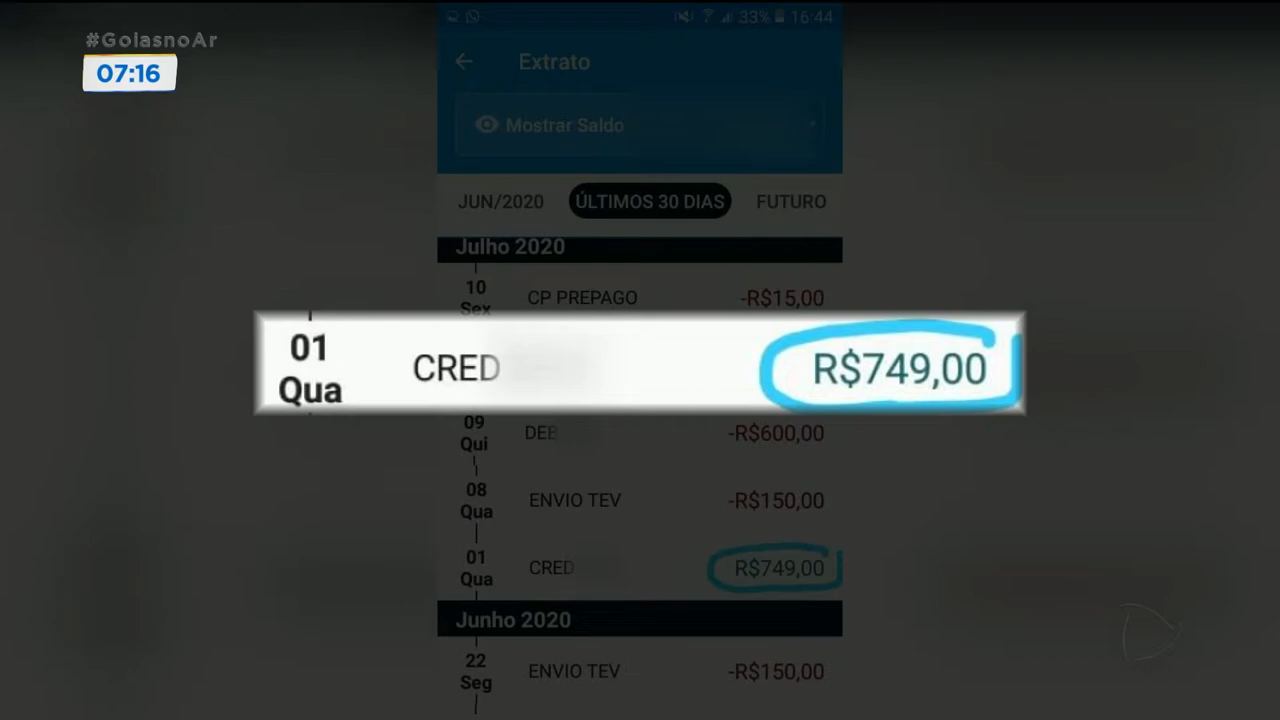 #GoiasnoAr
07:16
33% 16:44
Extrato
Mostrar Saldo
JUN/2020 ÚLTIMOS 30 DIAS FUTURO
Julho 2020
10 Sex CP PREPAGO -R$15,00
01 Qua CRED R$749,00
09 Qui DEB -R$600,00
08 Qua ENVIO TEV -R$150,00
01 Qua CRED R$749,00
Junho 2020
22 Seg ENVIO TEV -R$150,00